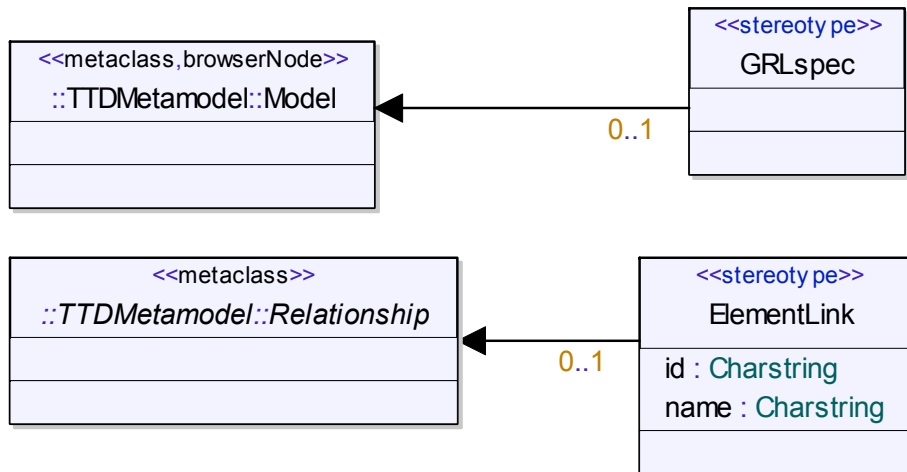 <<metaclass,browserNode>>
::TTDMetamodel::Model
<<stereotype>>
GRLspec
0..1
<<metaclass>>
::TTDMetamodel::Relationship
<<stereotype>>
ElementLink
0..1
id : Charstring
name : Charstring